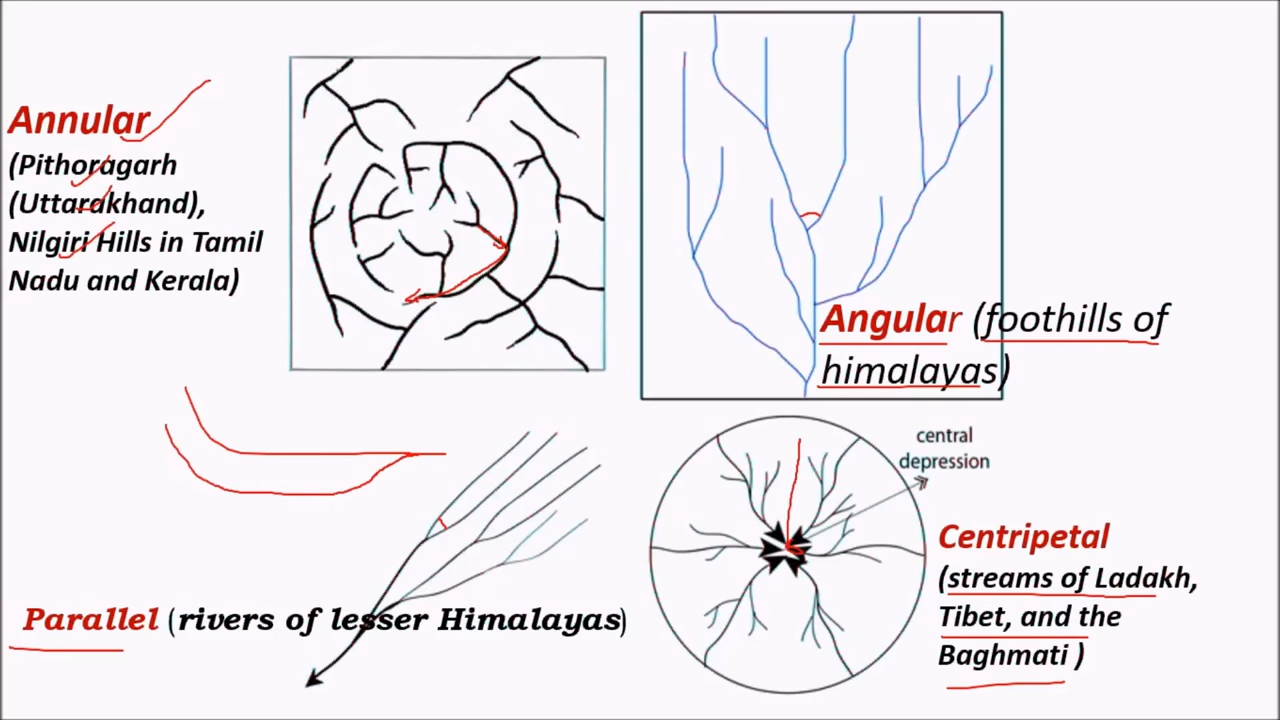 Annular
(Pithoragarh
(Uttarakhand),
Nilgiri Hills in Tamil
Nadu and Kerala)
Angular (foothills of
himalayas)
Parallel (rivers of lesser Himalayas)
central
depression
Centripetal
(streams of Ladakh,
Tibet, and the
Baghmati )